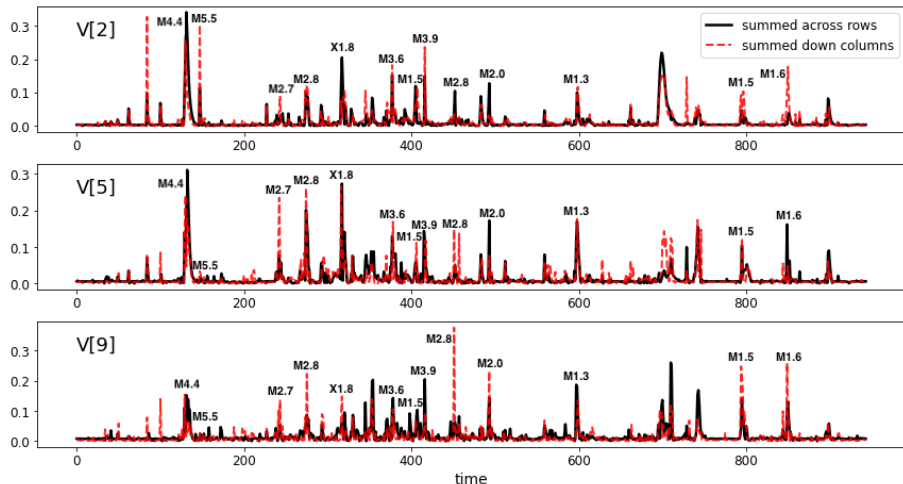 V[2]
M4.4
M5.5
M2.7
M2.8
X1.8
M3.6
M1.5
M3.9
M2.8
M2.0
M1.3
M1.5
M1.6
summed across rows
summed down columns
0.3
0.2
0.1
0.0
0 200 400 600 800
V[5]
M4.4
M5.5
M2.7
M2.8
X1.8
M3.6
M1.5
M3.9
M2.8
M2.0
M1.3
M1.5
M1.6
0.3
0.2
0.1
0.0
0 200 400 600 800
V[9]
M4.4
M5.5
M2.7
M2.8
X1.8
M3.6
M1.5
M3.9
M2.8
M2.0
M1.3
M1.5
M1.6
0.3
0.2
0.1
0.0
0 200 400 600 800
time